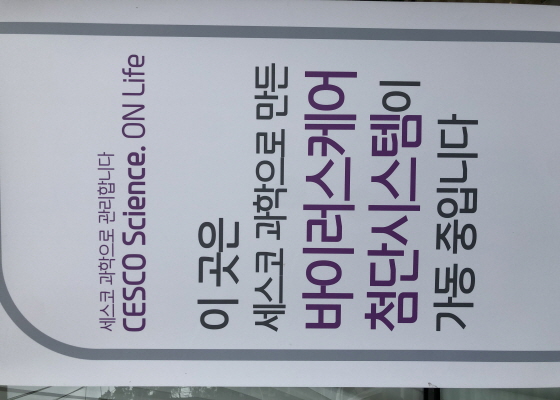 세스코 과학으로 관리합니다
CESCO Science. ON Life
이 곳은
세스코 과학으로 만든
바이러스케어
첨단시스템이
가동 중입니다